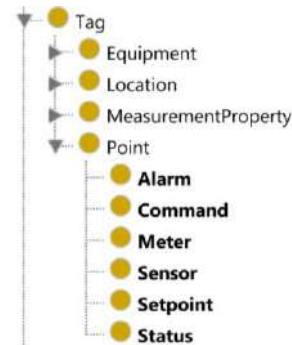 Tag
Equipment
Location
MeasurementProperty
Point
Alarm
Command
Meter
Sensor
Setpoint
Status